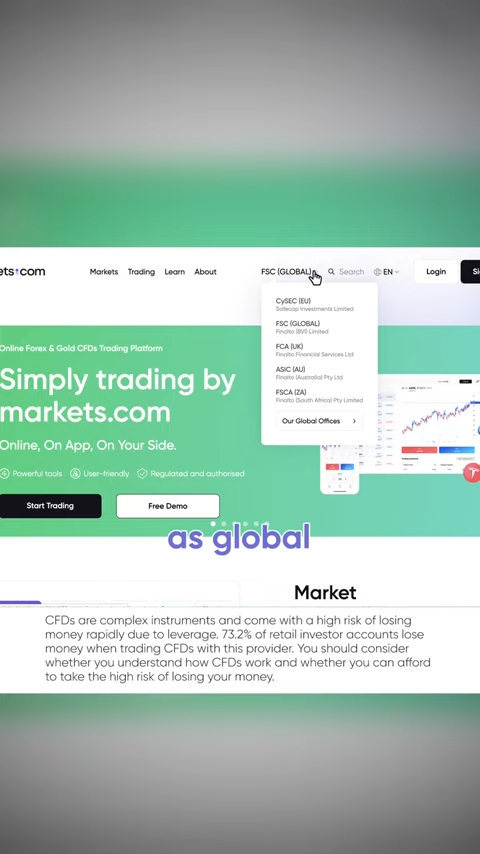 ets·com
Markets Trading Learn About
FSC (GLOBAL)
Search
EN
Login
Si
CySEC (EU)
Safecap Investments Limited
FSC (GLOBAL)
Finalto (BVI) Limited
FCA (UK)
Finalto Financial Services Ltd
ASIC (AU)
Finalto (Australia) Pty Ltd
FSCA (ZA)
Finalto (South Africa) Pty Limited
Our Global Offices
Online Forex & Gold CFDs Trading Platform
Simply trading by
markets.com
Online, On App, On Your Side.
Powerful tools User-friendly Regulated and authorised
Start Trading Free Demo
as global
Market
CFDs are complex instruments and come with a high risk of losing
money rapidly due to leverage. 73.2% of retail investor accounts lose
money when trading CFDs with this provider. You should consider
whether you understand how CFDs work and whether you can afford
to take the high risk of losing your money.